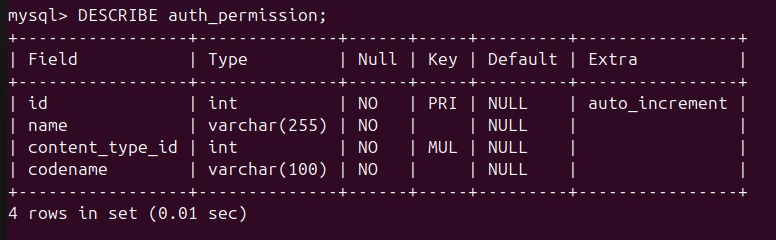 mysql> DESCRIBE auth_permission;
+-----------------+--------------+------+-----+---------+----------------+
| Field           | Type         | Null | Key | Default | Extra          |
+-----------------+--------------+------+-----+---------+----------------+
| id              | int          | NO   | PRI | NULL    | auto_increment |
| name            | varchar(255) | NO   |     | NULL    |                |
| content_type_id | int          | NO   | MUL | NULL    |                |
| codename        | varchar(100) | NO   |     | NULL    |                |
+-----------------+--------------+------+-----+---------+----------------+
4 rows in set (0.01 sec)